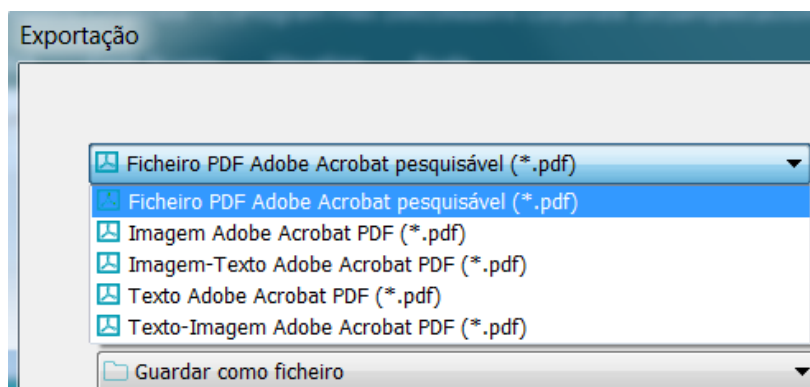 Exportação
Ficheiro PDF Adobe Acrobat pesquisável (*.pdf)
Ficheiro PDF Adobe Acrobat pesquisável (*.pdf)
Imagem Adobe Acrobat PDF (*.pdf)
Imagem-Texto Adobe Acrobat PDF (*.pdf)
Texto Adobe Acrobat PDF (*.pdf)
Texto-Imagem Adobe Acrobat PDF (*.pdf)
Guardar como ficheiro